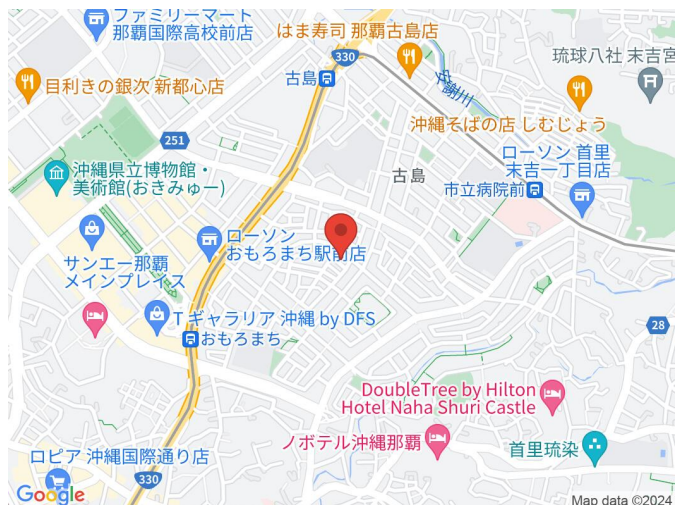 ファミリーマート
那覇国際高校前店
はま寿司 那覇古島店
330
安謝川
琉球八社 末吉宮
古島
目利きの銀次 新都心店
沖縄そばの店 しむじょう
251
沖縄県立博物館・
美術館(おきみゅー)
古島
ローソン 首里
末吉一丁目店
市立病院前
ローソン
おもろまち駅前店
サンエー那覇
メインプレイス
T ギャラリア 沖縄 by DFS
おもろまち
28
DoubleTree by Hilton
Hotel Naha Shuri Castle
ノボテル沖縄那覇
首里琉染
ロピア 沖縄国際通り店
330
Google
Map data ©2024